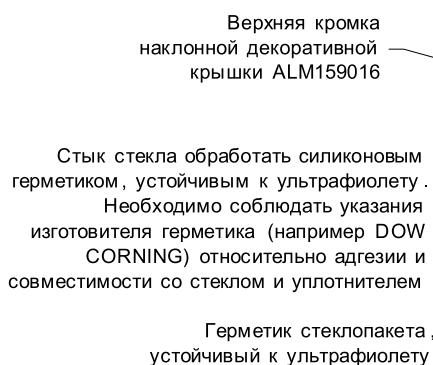 Верхняя кромка
наклонной декоративной
крышки ALM159016
Стык стекла обработать силиконовым
герметиком, устойчивым к ультрафиолету.
Необходимо соблюдать указания
изготовителя герметика (например DOW
CORNING) относительно адгезии и
совместимости со стеклом и уплотнителем
Герметик стеклопакета,
устойчивый к ультрафиолету